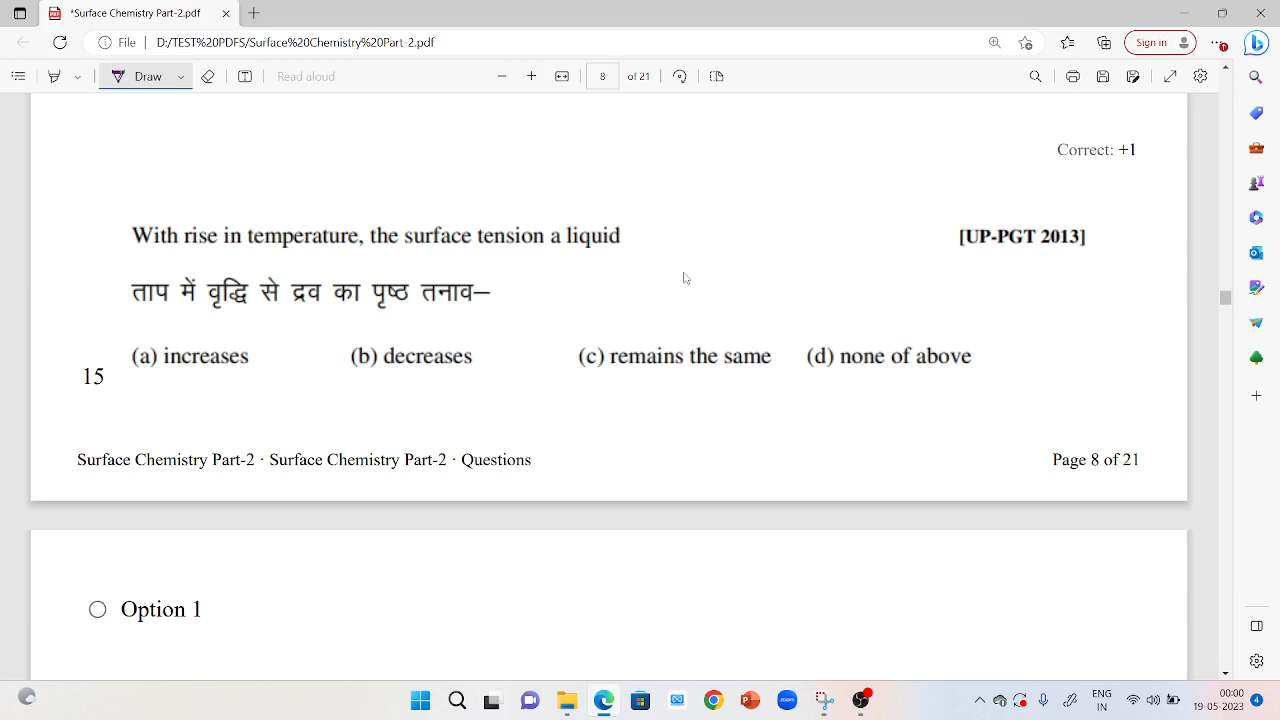 *Surface Chemistry Part-2.pdf
File | D:/TEST%20PDFS/Surface%20Chemistry%20Part-2.pdf
Sign in
Draw
Read aloud
8 of 21
Correct: +1
With rise in temperature, the surface tension a liquid [UP-PGT 2013]
ताप में वृद्धि से द्रव का पृष्ठ तनाव–
(a) increases (b) decreases (c) remains the same (d) none of above
15
Surface Chemistry Part-2 · Surface Chemistry Part-2 · Questions Page 8 of 21
Option 1
ENG 00:00
IN 19-05-2023 4